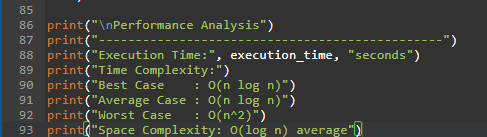 85
86 print("\nPerformance Analysis")
87 print("-------------------------------------------")
88 print("Execution Time:", execution_time, "seconds")
89 print("Time Complexity:")
90 print("Best Case    : O(n log n)")
91 print("Average Case : O(n log n)")
92 print("Worst Case   : O(n^2)")
93 print("Space Complexity: O(log n) average")